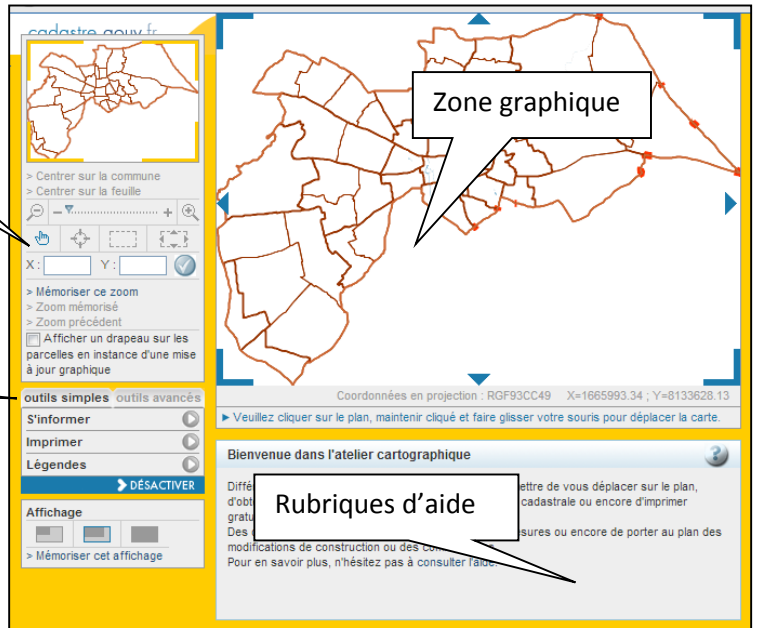 cadastre.gouv.fr
> Centrer sur la commune
> Centrer sur la feuille
X :
Y :
> Mémoriser ce zoom
> Zoom mémorisé
> Zoom précédent
Afficher un drapeau sur les
parcelles en instance d'une mise
à jour graphique
outils simples outils avancés
S'informer
Imprimer
Légendes
DÉSACTIVER
Affichage
> Mémoriser cet affichage
Zone graphique
Coordonnées en projection : RGF93CC49 X=1665993.34 ; Y=8133628.13
Veuillez cliquer sur le plan, maintenir cliqué et faire glisser votre souris pour déplacer la carte.
Bienvenue dans l'atelier cartographique
Rubriques d'aide
ettre de vous déplacer sur le plan,
cadastrale ou encore d'imprimer
Des
sures ou encore de porter au plan des
modifications de construction ou des
Pour en savoir plus, n'hésitez pas à consulter l'aide.